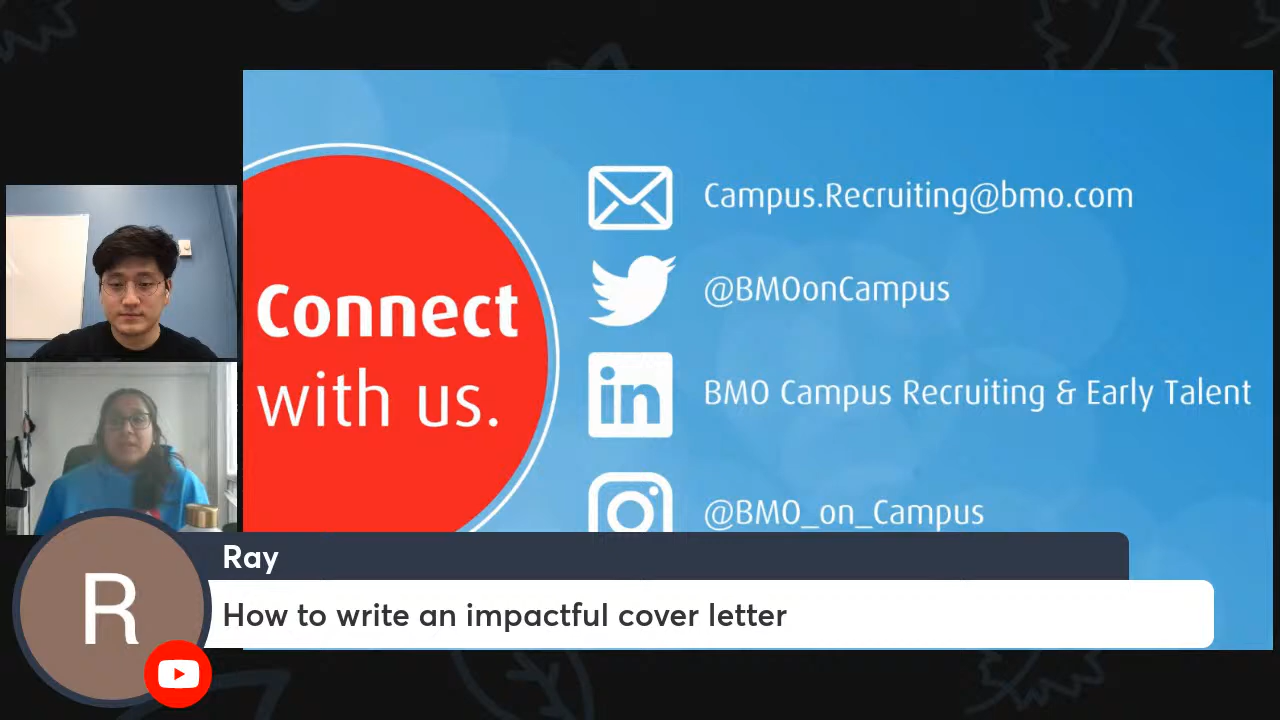 Connect
with us.
Campus.Recruiting@bmo.com
@BMOonCampus
in
BMO Campus Recruiting & Early Talent
@BMO_on_Campus
R
Ray
How to write an impactful cover letter